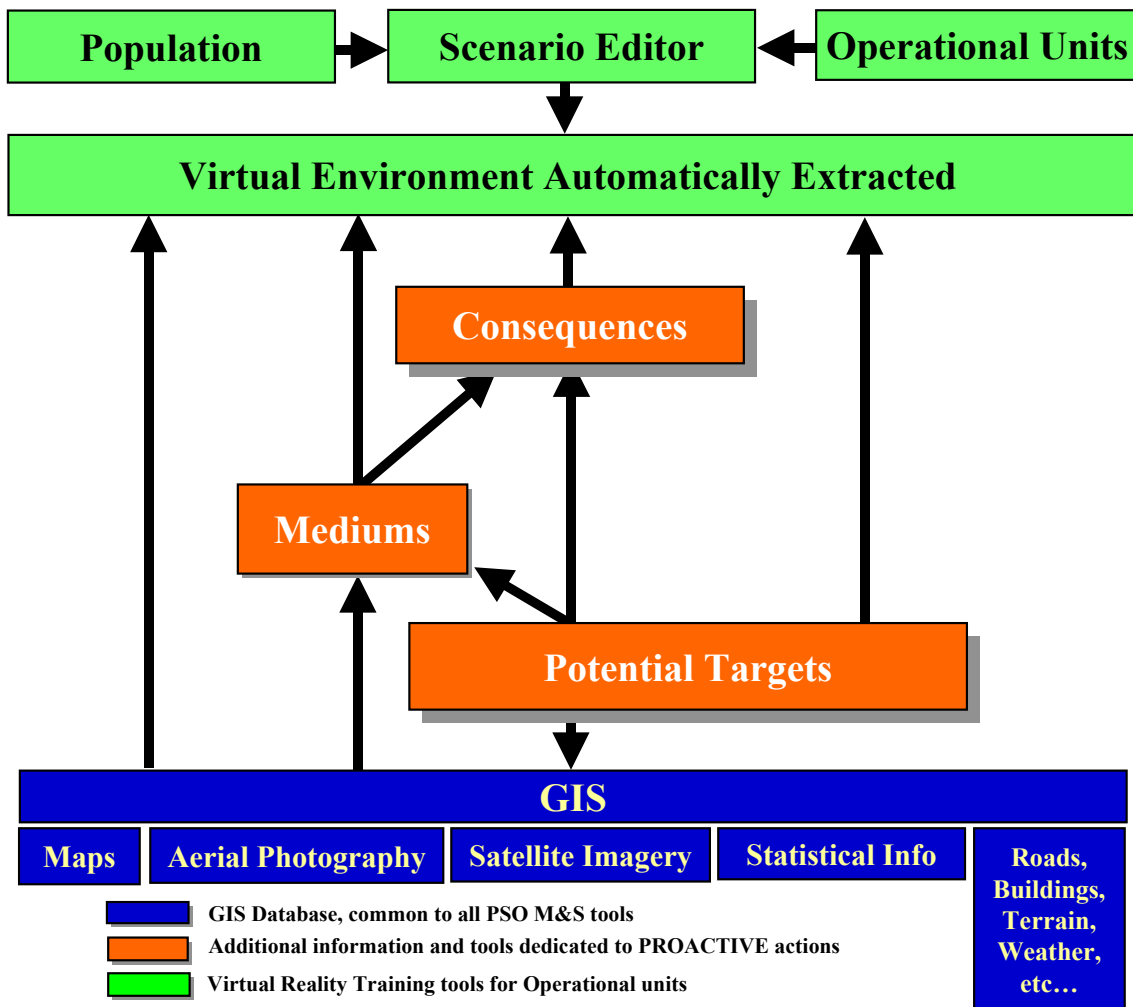 Population
Scenario Editor
Operational Units
Virtual Environment Automatically Extracted
Consequences
Mediums
Potential Targets
GIS
Maps
Aerial Photography
Satellite Imagery
Statistical Info
Roads,
Buildings,
Terrain,
Weather,
etc…
GIS Database, common to all PSO M&S tools
Additional information and tools dedicated to PROACTIVE actions
Virtual Reality Training tools for Operational units